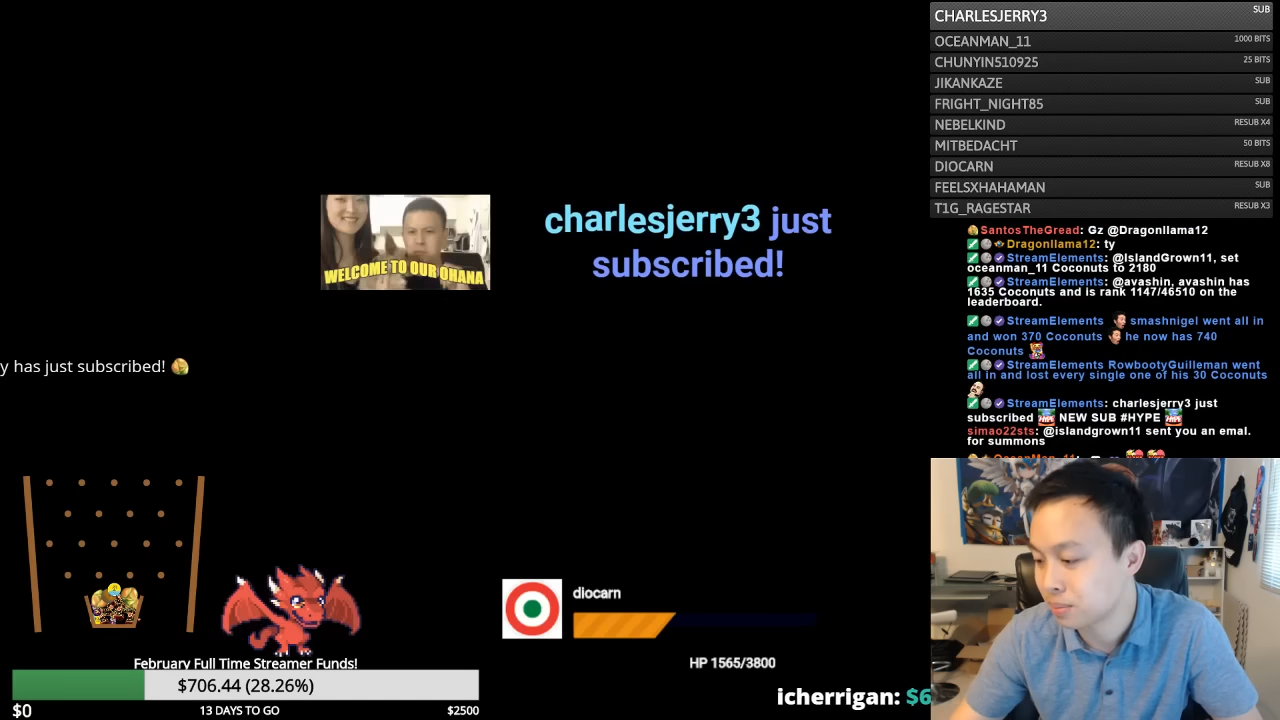 CHARLESJERRY3 SUB
OCEANMAN_11 1000 BITS
CHUNYIN510925 25 BITS
JIKANKAZE SUB
FRIGHT_NIGHT85 SUB
NEBELKIND RESUB X4
MITBEDACHT 50 BITS
DIOCARN RESUB X8
FEELSXHAHAMAN SUB
T1G_RAGESTAR RESUB X3
WELCOME TO OUR OHANA
charlesjerry3 just
subscribed!
y has just subscribed!
SantosTheGread: Gz @Dragonllama12
Dragonllama12: ty
StreamElements: @IslandGrown11, set
oceanman_11 Coconuts to 2180
StreamElements: @avashin, avashin has
1635 Coconuts and is rank 1147/46510 on the
leaderboard.
StreamElements smashnigel went all in
and won 370 Coconuts he now has 740
Coconuts
StreamElements RowbootyGuilleman went
all in and lost every single one of his 30 Coconuts
StreamElements: charlesjerry3 just
subscribed NEW SUB #HYPE
simao22sts: @islandgrown11 sent you an emal.
for summons
diocarn
HP 1565/3800
February Full Time Streamer Funds!
$706.44 (28.26%)
$0 13 DAYS TO GO $2500
icherrigan: $6